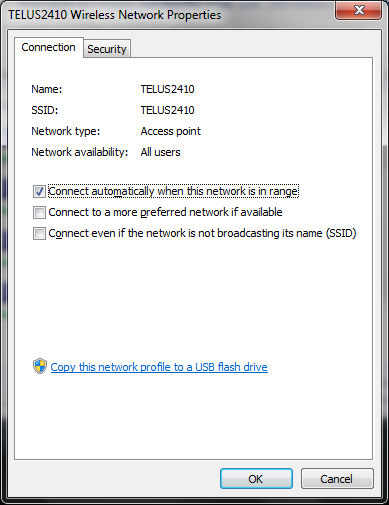 TELUS2410 Wireless Network Properties
Connection Security
Name: TELUS2410
SSID: TELUS2410
Network type: Access point
Network availability: All users
Connect automatically when this network is in range
Connect to a more preferred network if available
Connect even if the network is not broadcasting its name (SSID)
Copy this network profile to a USB flash drive
OK Cancel